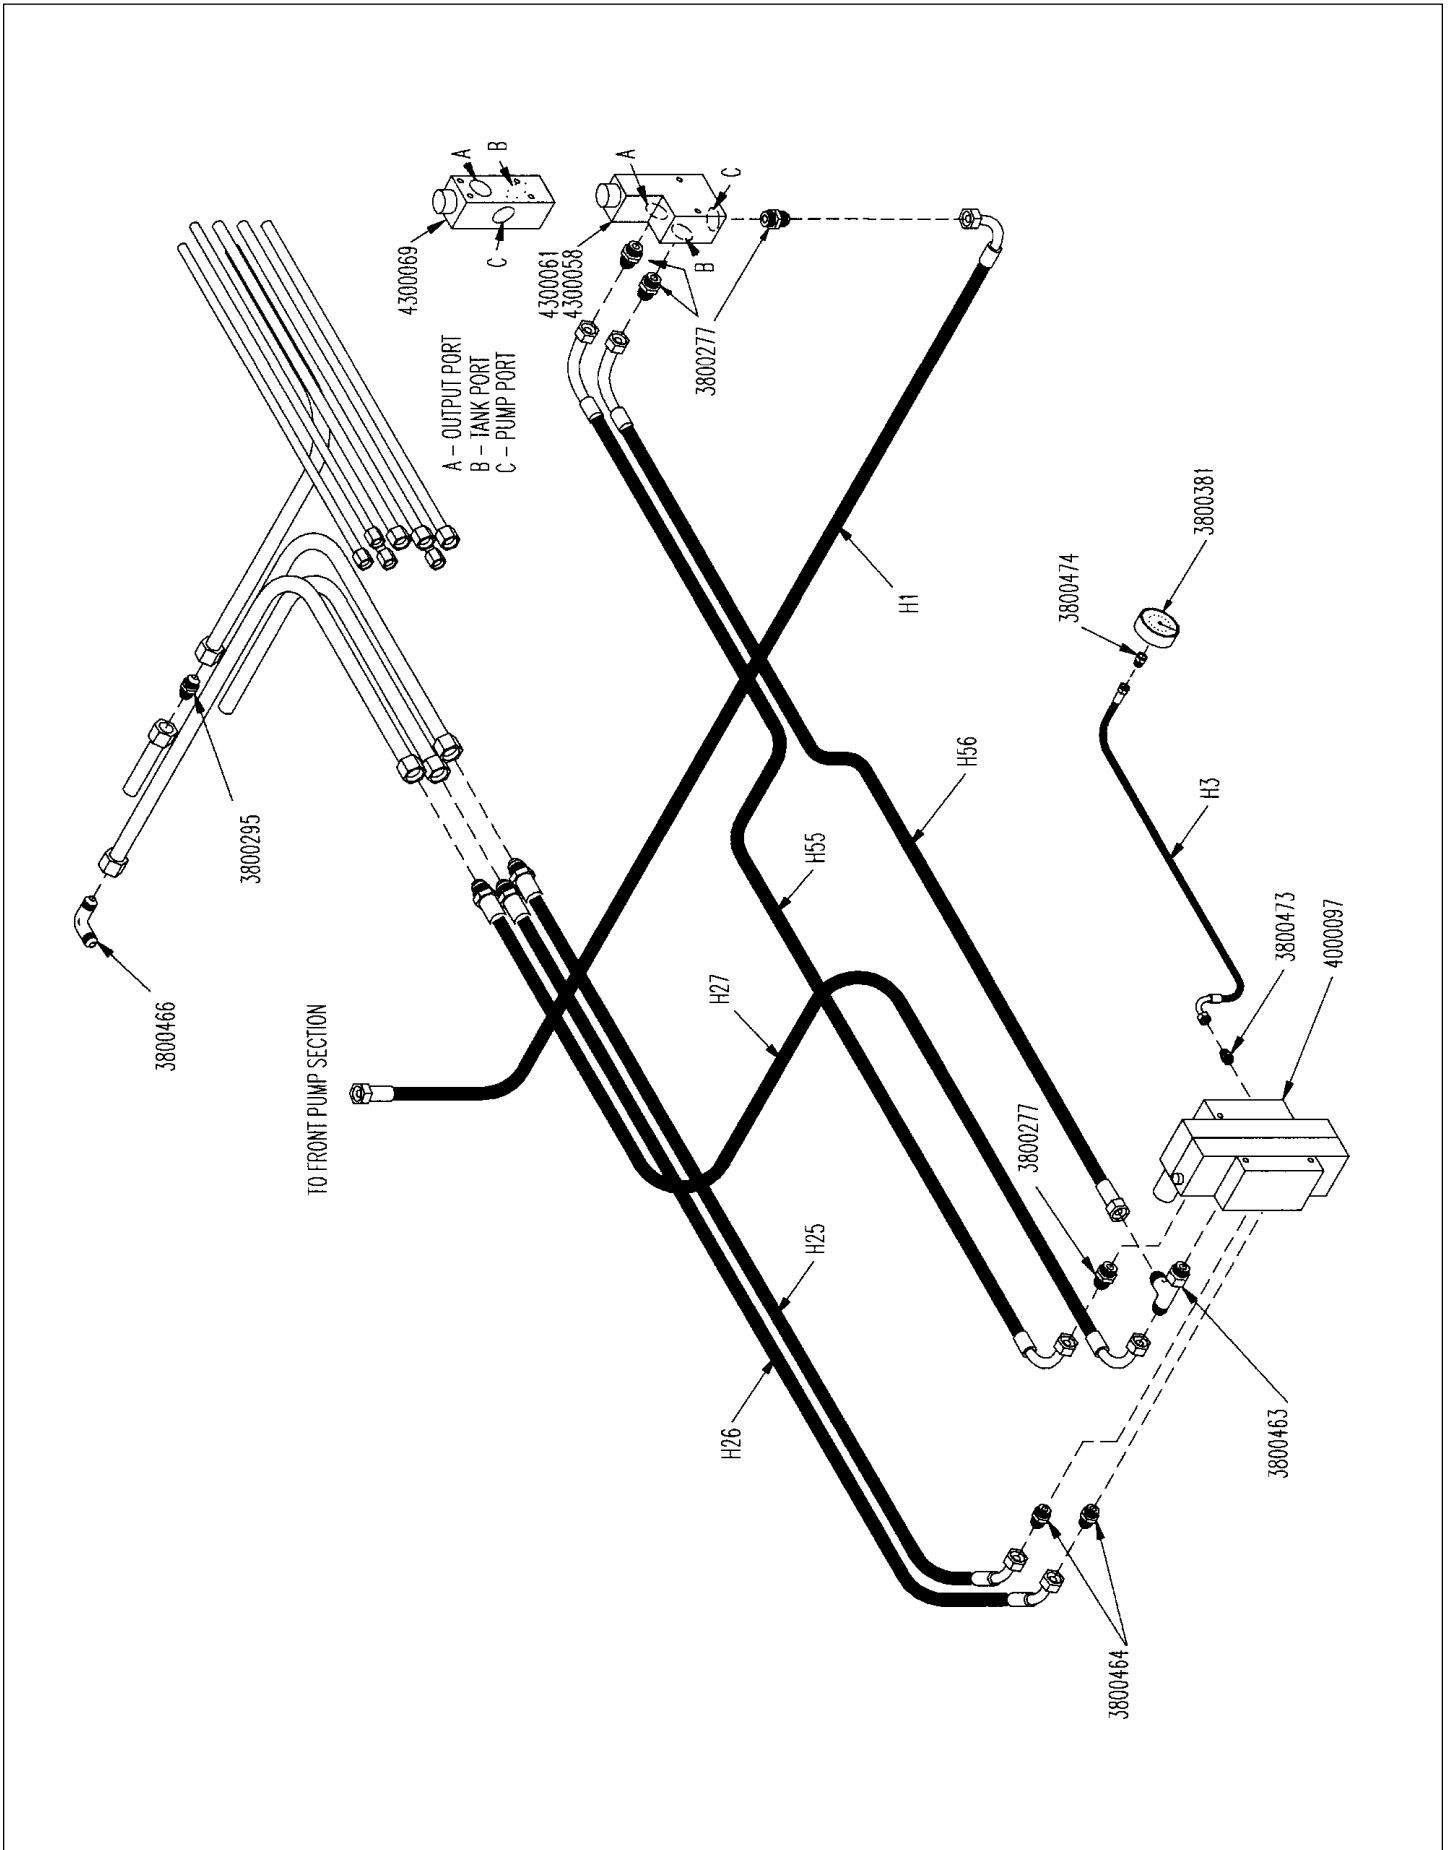 4300069
A
B
C
4300061
4300058
A
B
C
A - OUTPUT PORT
B - TANK PORT
C - PUMP PORT
3800277
H1
3800474
3800381
3800295
3800466
H56
H55
H3
TO FRONT PUMP SECTION
H27
3800473
4000097
3800277
H25
H26
3800463
3800464